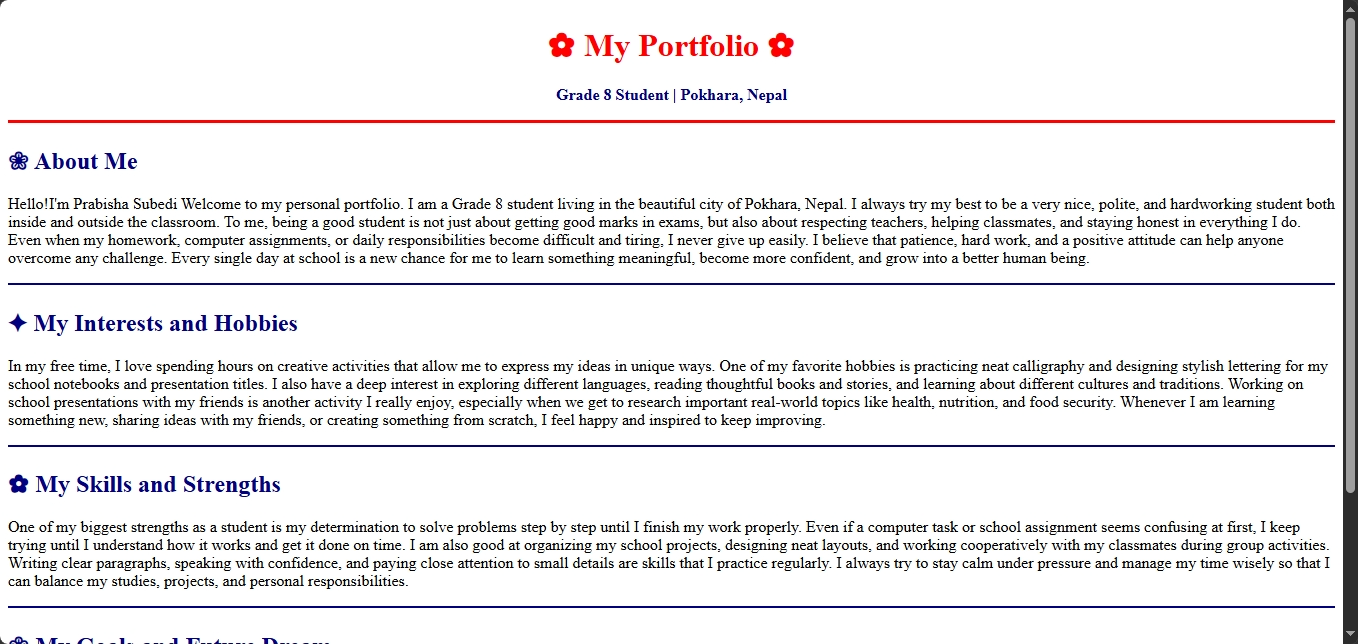 ✿ My Portfolio ✿
Grade 8 Student | Pokhara, Nepal
❀ About Me
Hello!I'm Prabisha Subedi Welcome to my personal portfolio. I am a Grade 8 student living in the beautiful city of Pokhara, Nepal. I always try my best to be a very nice, polite, and hardworking student both
inside and outside the classroom. To me, being a good student is not just about getting good marks in exams, but also about respecting teachers, helping classmates, and staying honest in everything I do.
Even when my homework, computer assignments, or daily responsibilities become difficult and tiring, I never give up easily. I believe that patience, hard work, and a positive attitude can help anyone
overcome any challenge. Every single day at school is a new chance for me to learn something meaningful, become more confident, and grow into a better human being.
✦ My Interests and Hobbies
In my free time, I love spending hours on creative activities that allow me to express my ideas in unique ways. One of my favorite hobbies is practicing neat calligraphy and designing stylish lettering for my
school notebooks and presentation titles. I also have a deep interest in exploring different languages, reading thoughtful books and stories, and learning about different cultures and traditions. Working on
school presentations with my friends is another activity I really enjoy, especially when we get to research important real-world topics like health, nutrition, and food security. Whenever I am learning
something new, sharing ideas with my friends, or creating something from scratch, I feel happy and inspired to keep improving.
✿ My Skills and Strengths
One of my biggest strengths as a student is my determination to solve problems step by step until I finish my work properly. Even if a computer task or school assignment seems confusing at first, I keep
trying until I understand how it works and get it done on time. I am also good at organizing my school projects, designing neat layouts, and working cooperatively with my classmates during group activities.
Writing clear paragraphs, speaking with confidence, and paying close attention to small details are skills that I practice regularly. I always try to stay calm under pressure and manage my time wisely so that I
can balance my studies, projects, and personal responsibilities.
❀ My Goals and Future Dream